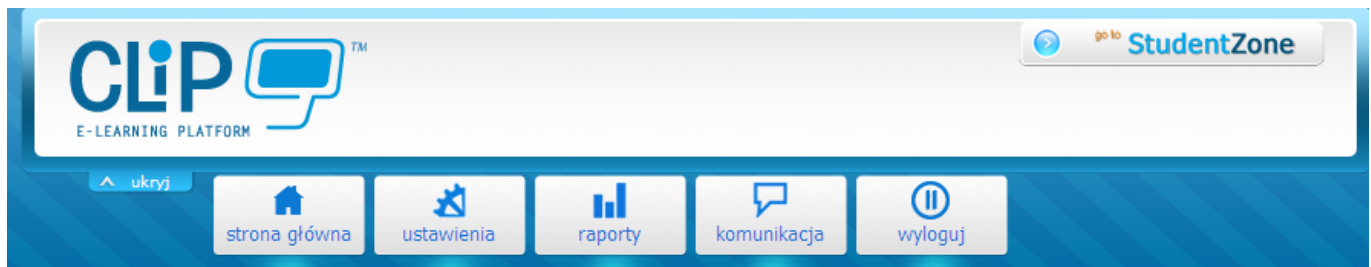 CLiP ™
E-LEARNING PLATFORM
go to StudentZone
ukryj
strona główna
ustawienia
raporty
komunikacja
wyloguj